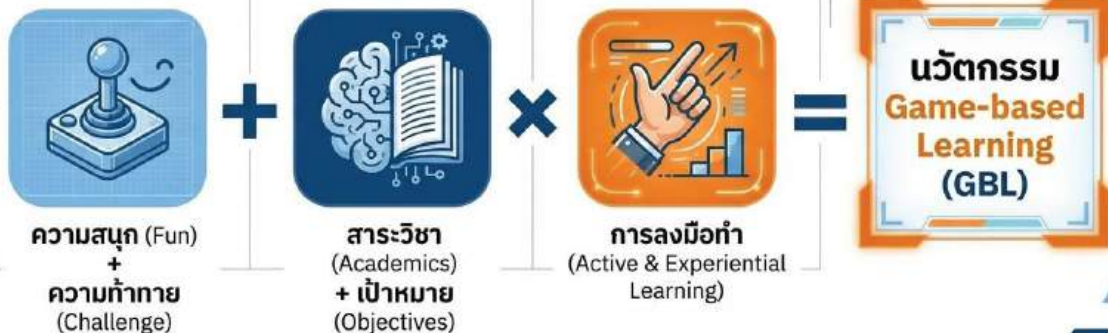 +
×
=
นวัตกรรม
Game-based
Learning
(GBL)
ความสนุก (Fun)
+
ความท้าทาย
(Challenge)
สาระวิชา
(Academics)
+ เป้าหมาย
(Objectives)
การลงมือทำ
(Active & Experiential
Learning)